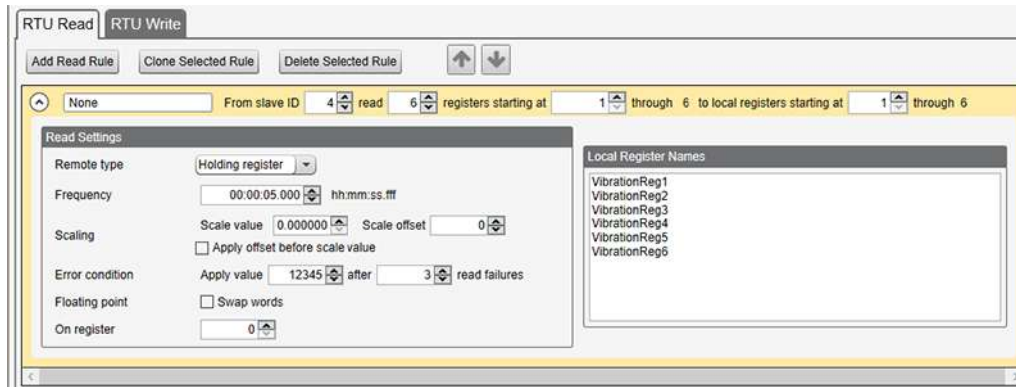 RTU Read RTU Write
Add Read Rule Clone Selected Rule Delete Selected Rule
None From slave ID 4 read 6 registers starting at 1 through 6 to local registers starting at 1 through 6
Read Settings
Remote type Holding register
Frequency 00:00:05.000 hh:mm:ss.fff
Scaling Scale value 0.000000 Scale offset 0
Apply offset before scale value
Error condition Apply value 12345 after 3 read failures
Floating point Swap words
On register 0
Local Register Names
VibrationReg1
VibrationReg2
VibrationReg3
VibrationReg4
VibrationReg5
VibrationReg6